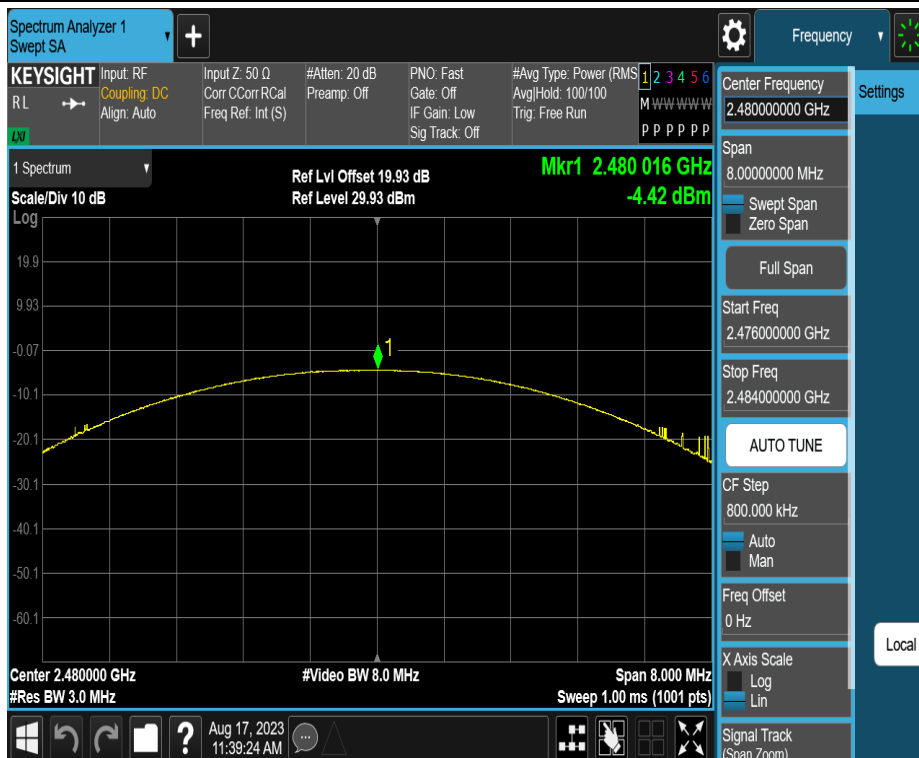 Spectrum Analyzer 1
Swept SA
+
Frequency
KEYSIGHT
RL
LXI
Input: RF
Coupling: DC
Align: Auto
Input Z: 50 Ω
Corr CCorr RCal
Freq Ref: Int (S)
#Atten: 20 dB
Preamp: Off
PNO: Fast
Gate: Off
IF Gain: Low
Sig Track: Off
#Avg Type: Power (RMS
Avg|Hold: 100/100
Trig: Free Run
1 2 3 4 5 6
M W W W W W
P P P P P P
1 Spectrum
Scale/Div 10 dB
Log
Ref Lvl Offset 19.93 dB
Ref Level 29.93 dBm
Mkr1 2.480 016 GHz
-4.42 dBm
19.9
9.93
-0.07
-10.1
-20.1
-30.1
-40.1
-50.1
-60.1
1
Center 2.480000 GHz
#Res BW 3.0 MHz
#Video BW 8.0 MHz
Span 8.000 MHz
Sweep 1.00 ms (1001 pts)
?
Aug 17, 2023
11:39:24 AM
Center Frequency
2.480000000 GHz
Span
8.00000000 MHz
Swept Span
Zero Span
Full Span
Start Freq
2.476000000 GHz
Stop Freq
2.484000000 GHz
AUTO TUNE
CF Step
800.000 kHz
Auto
Man
Freq Offset
0 Hz
X Axis Scale
Log
Lin
Signal Track
(Span Zoom)
Settings
Local